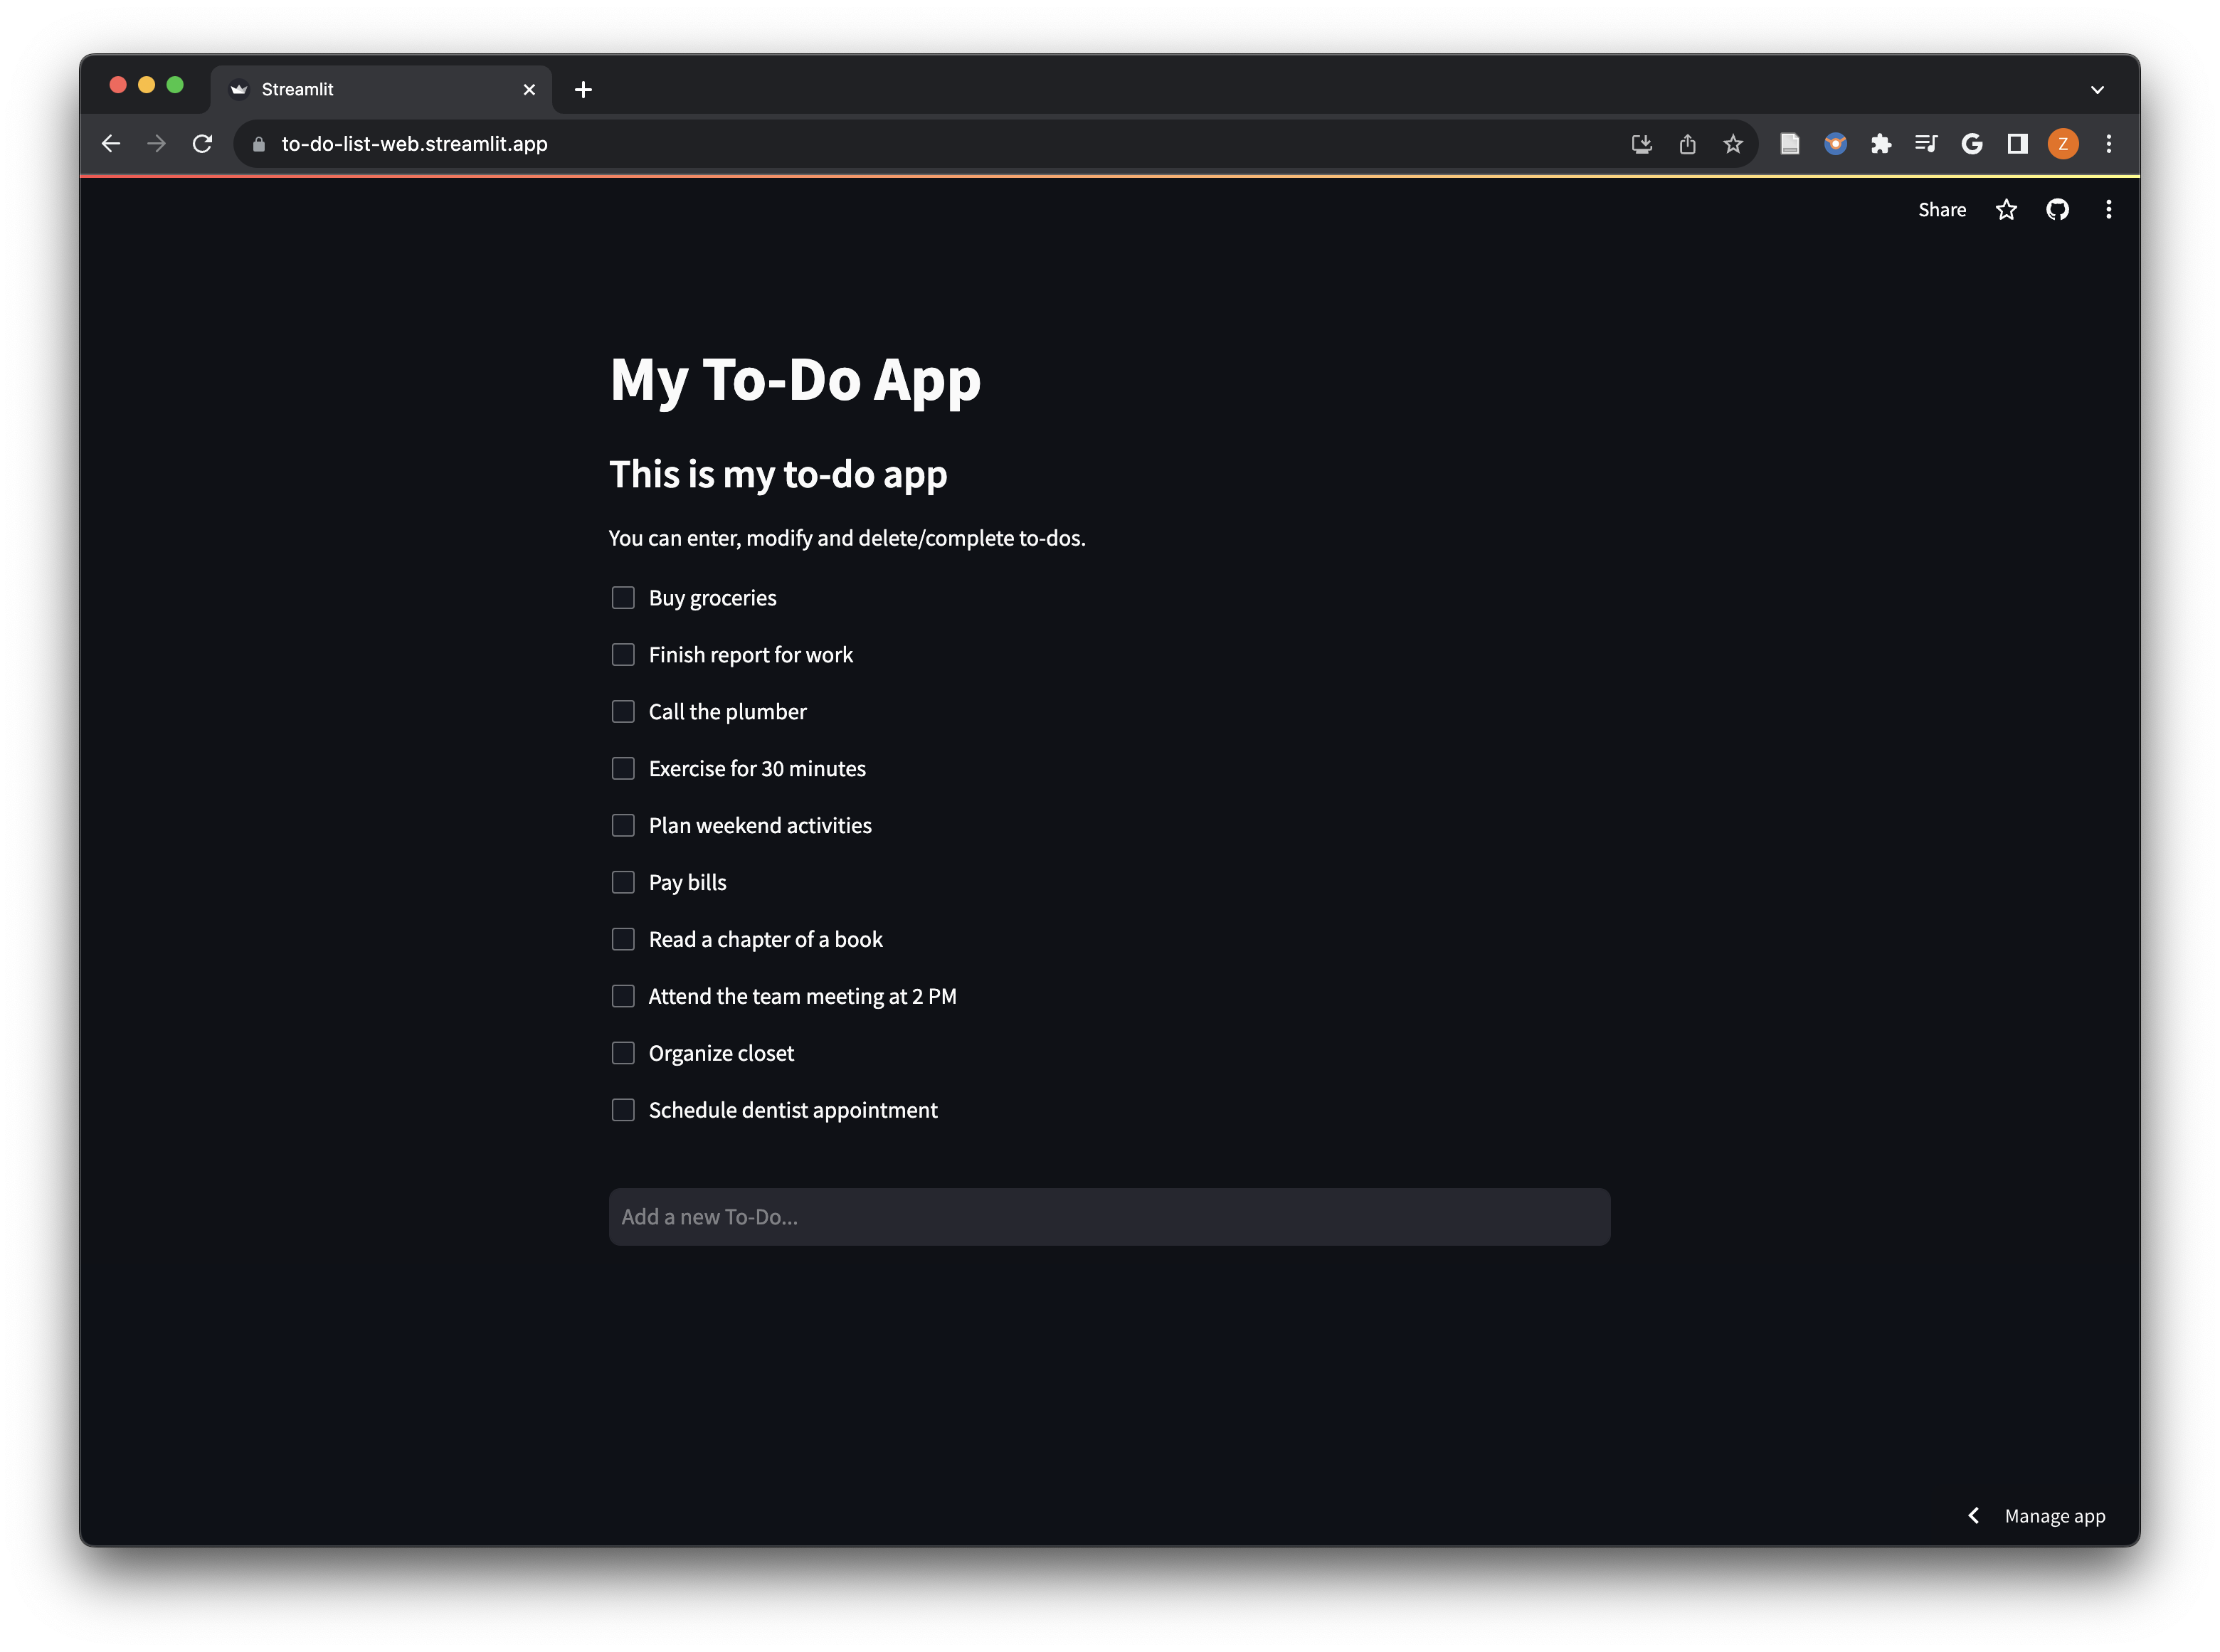 Streamlit
to-do-list-web.streamlit.app
Z
Share
My To-Do App
This is my to-do app
You can enter, modify and delete/complete to-dos.
Buy groceries
Finish report for work
Call the plumber
Exercise for 30 minutes
Plan weekend activities
Pay bills
Read a chapter of a book
Attend the team meeting at 2 PM
Organize closet
Schedule dentist appointment
Add a new To-Do...
Manage app